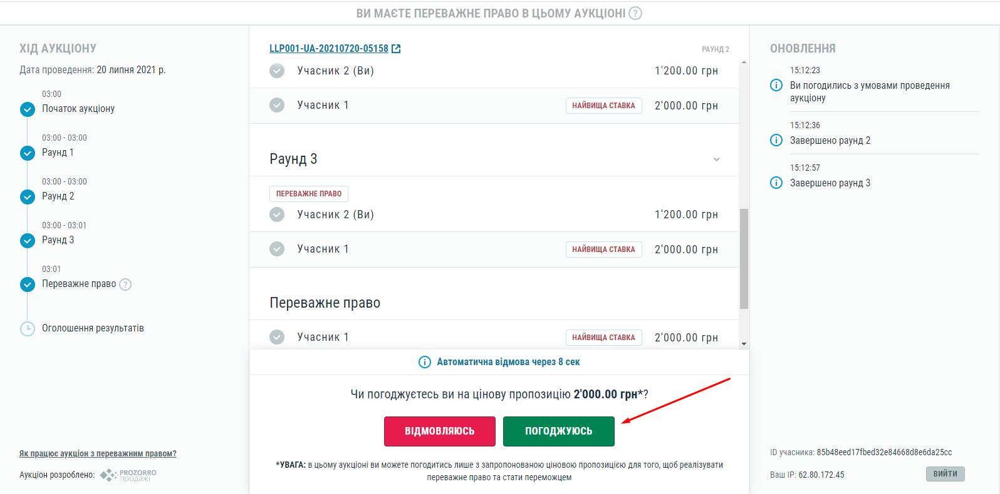 ВИ МАЄТЕ ПЕРЕВАЖНЕ ПРАВО В ЦЬОМУ АУКЦІОНІ ?
ХІД АУКЦІОНУ
Дата проведення: 20 липня 2021 р.
03:00
Початок аукціону
03:00 - 03:00
Раунд 1
03:00 - 03:00
Раунд 2
03:00 - 03:01
Раунд 3
03:01
Переважне право ?
Оголошення результатів
Як працює аукціон з переважним правом?
Аукціон розроблено: PROZORRO
продажі
LLP001-UA-20210720-05158
РАУНД 2
Учасник 2 (Ви) 1'200.00 грн
Учасник 1 НАЙВИЩА СТАВКА 2'000.00 грн
Раунд 3
ПЕРЕВАЖНЕ ПРАВО
Учасник 2 (Ви) 1'200.00 грн
Учасник 1 НАЙВИЩА СТАВКА 2'000.00 грн
Переважне право
Учасник 1 НАЙВИЩА СТАВКА 2'000.00 грн
Автоматична відмова через 8 сек
Чи погоджуєтесь ви на цінову пропозицію 2'000.00 грн*?
ВІДМОВЛЯЮСЬ ПОГОДЖУЮСЬ
*УВАГА: в цьому аукціоні ви можете погодитись лише з запропонованою ціновою пропозицією для того, щоб реалізувати
переважне право та стати переможцем
ОНОВЛЕННЯ
15:12:23
Ви погодились з умовами проведення
аукціону
15:12:36
Завершено раунд 2
15:12:57
Завершено раунд 3
ID учасника: 85b48eed17fbed32e84668d8e6da25cc
Ваш IP: 62.80.172.45
ВИЙТИ